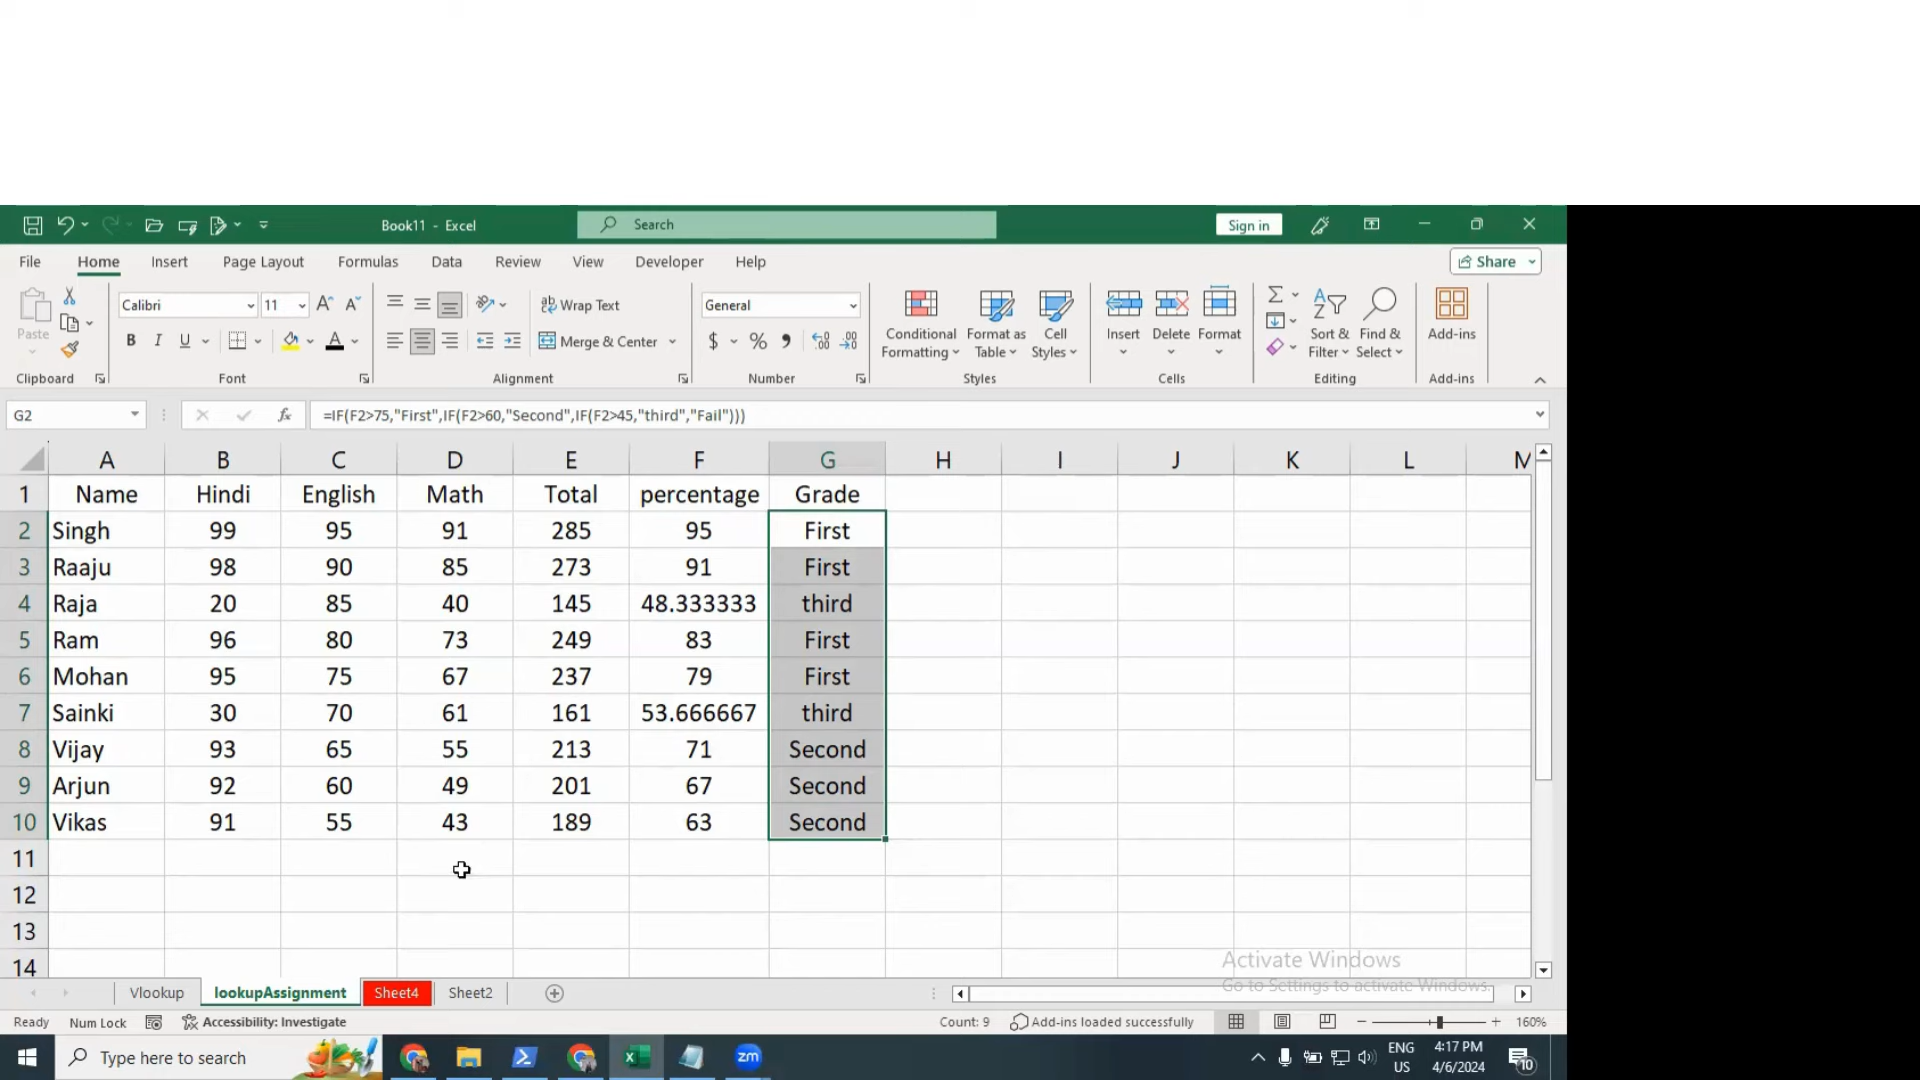 Book11 - Excel
Search
Sign in
File Home Insert Page Layout Formulas Data Review View Developer Help
Share
Paste
Calibri 11
B I U A
Wrap Text
Merge & Center
General
$ %
Conditional Formatting
Format as Table
Cell Styles
Insert Delete Format
Sort & Filter
Find & Select
Add-ins
Clipboard Font Alignment Number Styles Cells Editing Add-ins
G2 fx =IF(F2>75,"First",IF(F2>60,"Second",IF(F2>45,"third","Fail")))
A B C D E F G H I J K L M
1 Name Hindi English Math Total percentage Grade
2 Singh 99 95 91 285 95 First
3 Raaju 98 90 85 273 91 First
4 Raja 20 85 40 145 48.333333 third
5 Ram 96 80 73 249 83 First
6 Mohan 95 75 67 237 79 First
7 Sainki 30 70 61 161 53.666667 third
8 Vijay 93 65 55 213 71 Second
9 Arjun 92 60 49 201 67 Second
10 Vikas 91 55 43 189 63 Second
11
12
13
14
Activate Windows
Go to Settings to activate Windows.
Vlookup lookupAssignment Sheet4 Sheet2
Ready Num Lock Accessibility: Investigate Count: 9 Add-ins loaded successfully 160%
Type here to search
zm
ENG
US
4:17 PM
4/6/2024
10